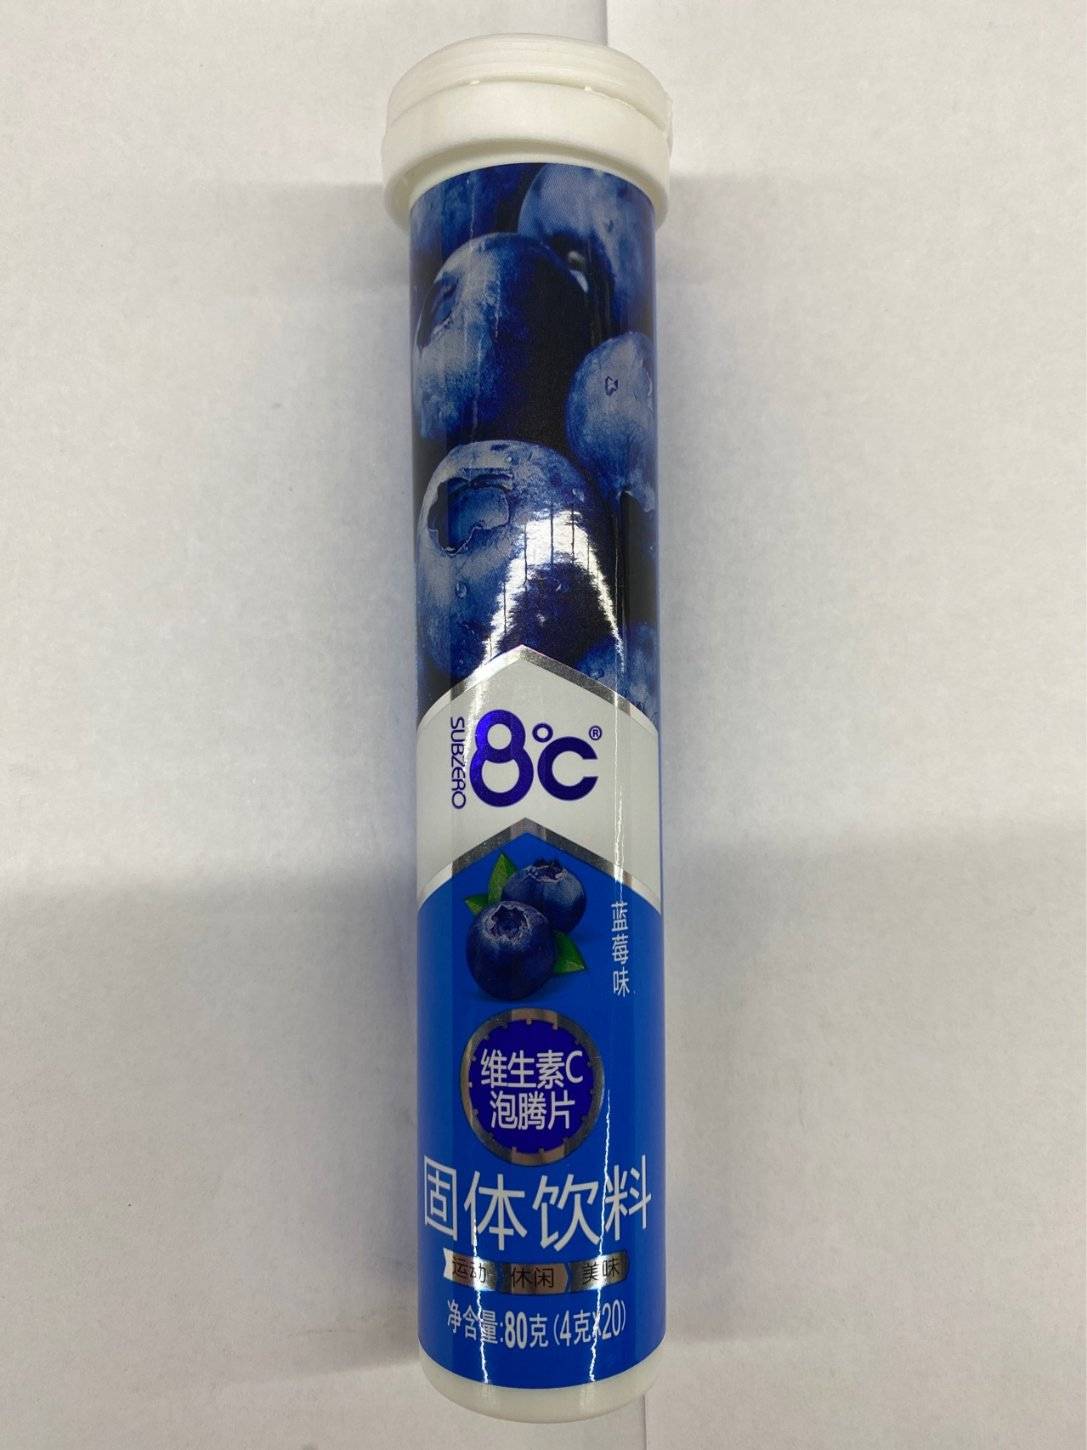 SUBZERO
8℃®
蓝莓味
维生素C
泡腾片
固体饮料
运动 休闲 美味
净含量:80克(4克X20)